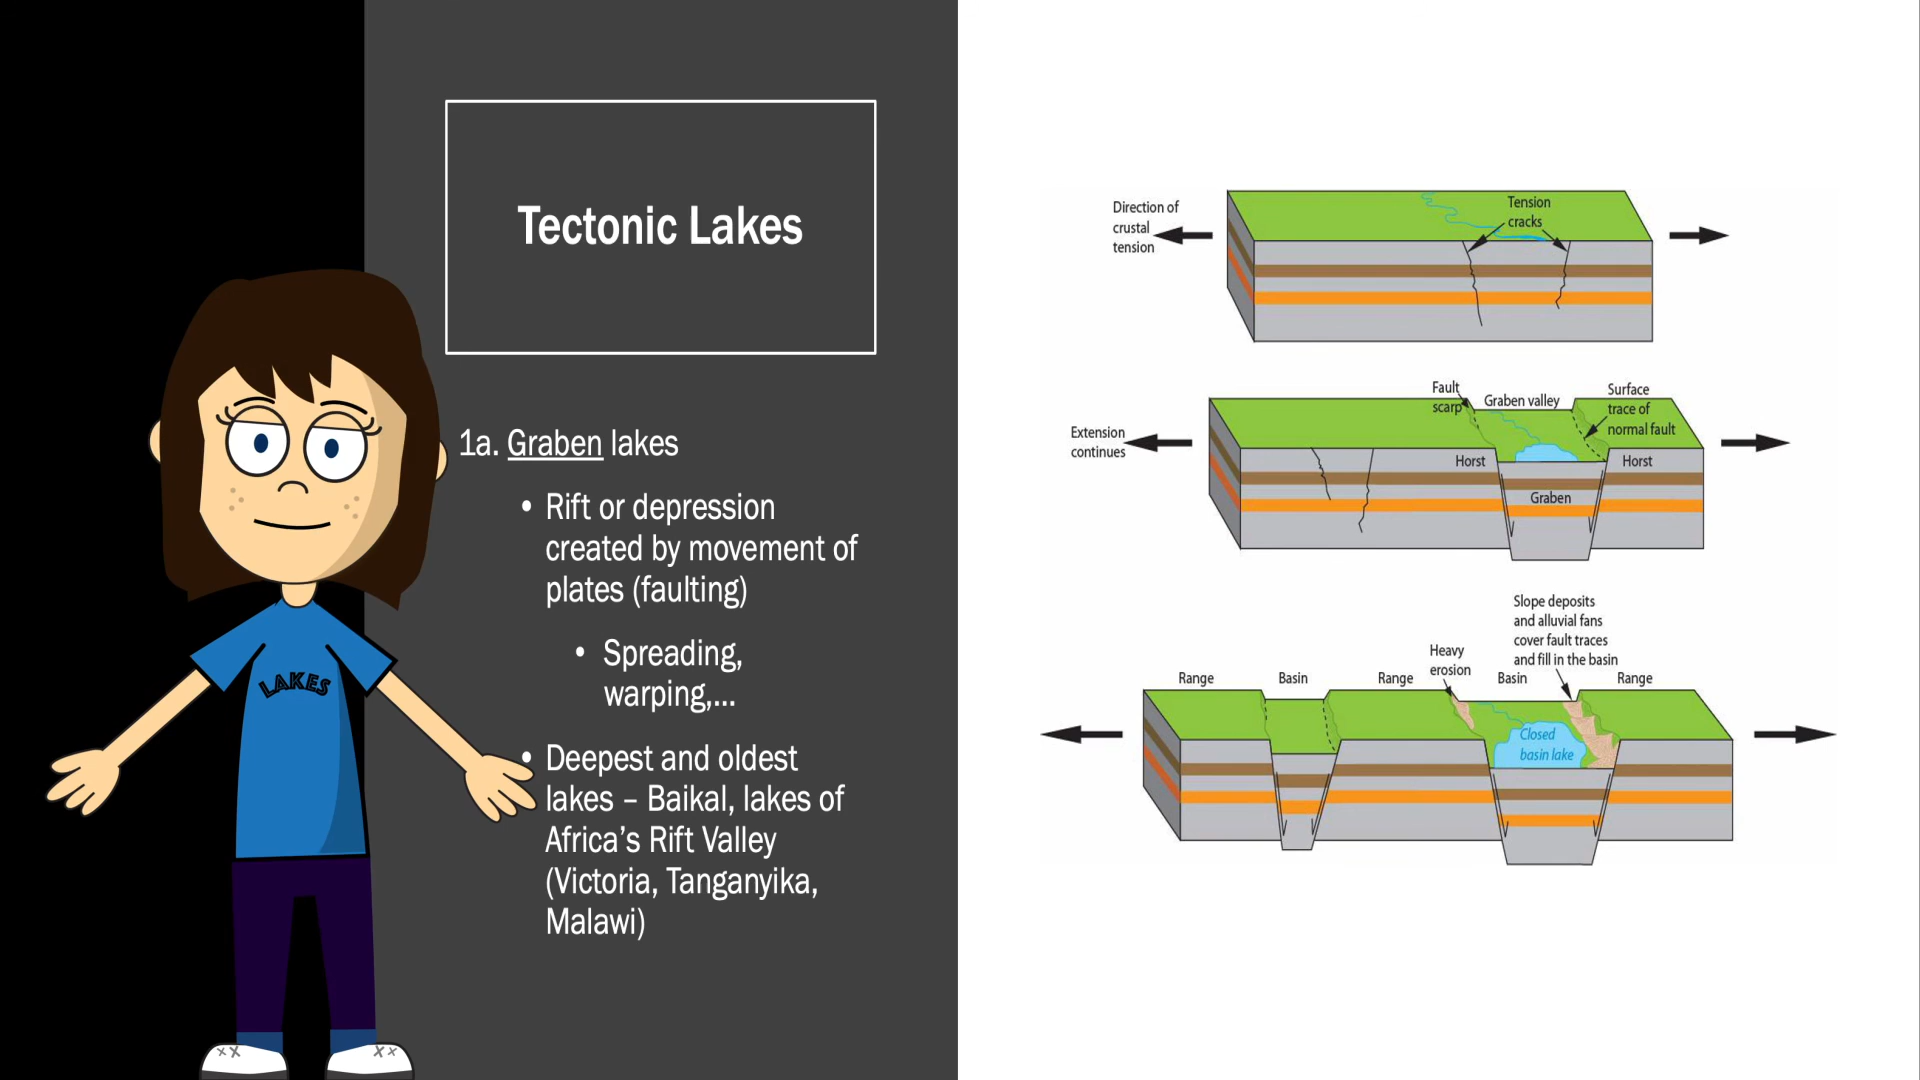 Tectonic Lakes
1a. Graben lakes
• Rift or depression
created by movement of
plates (faulting)
• Spreading,
warping,...
• Deepest and oldest
lakes – Baikal, lakes of
Africa's Rift Valley
(Victoria, Tanganyika,
Malawi)
LAKES
Direction of
crustal
tension
Tension
cracks
Extension
continues
Fault
scarp
Graben valley
Surface
trace of
normal fault
Horst
Horst
Graben
Slope deposits
and alluvial fans
cover fault traces
and fill in the basin
Heavy
erosion
Range
Basin
Range
Basin
Range
Closed
basin lake